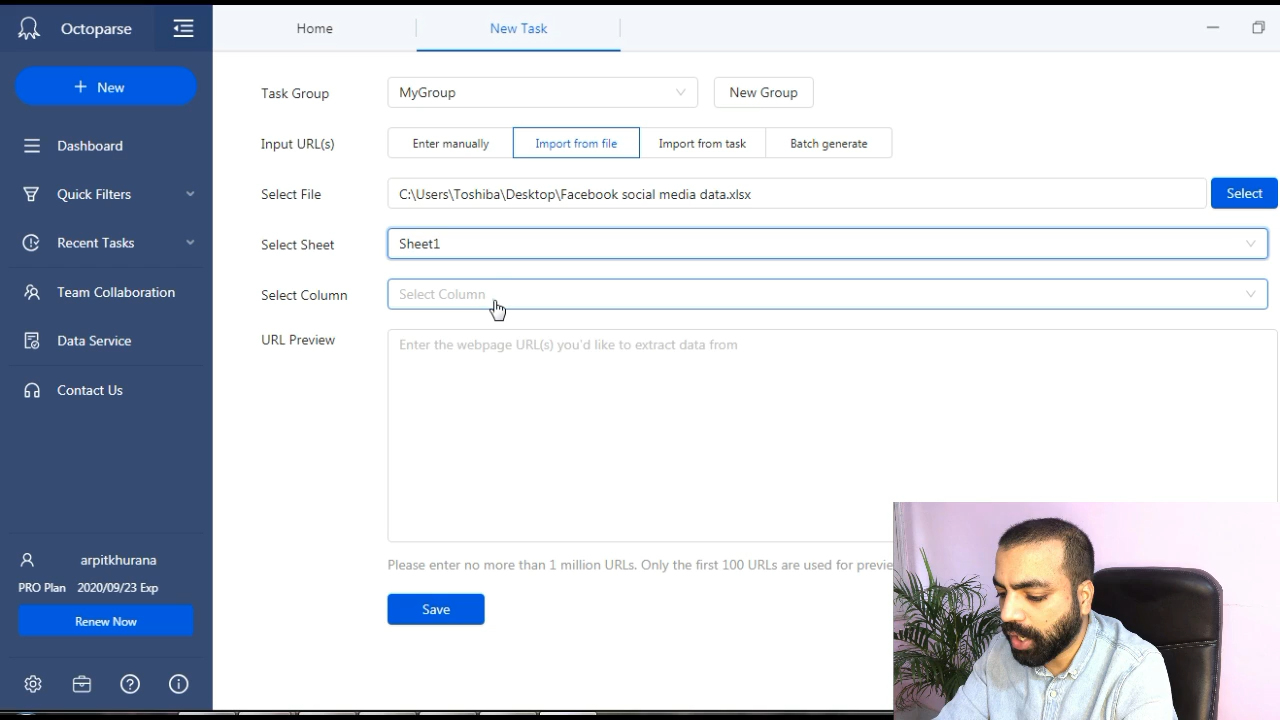 Octoparse
Home
New Task
New
Dashboard
Quick Filters
Recent Tasks
Team Collaboration
Data Service
Contact Us
arpitkhurana
PRO Plan 2020/09/23 Exp
Renew Now
Task Group
MyGroup
New Group
Input URL(s)
Enter manually
Import from file
Import from task
Batch generate
Select File
C:\Users\Toshiba\Desktop\Facebook social media data.xlsx
Select
Select Sheet
Sheet1
Select Column
Select Column
URL Preview
Enter the webpage URL(s) you'd like to extract data from
Please enter no more than 1 million URLs. Only the first 100 URLs are used for
Save